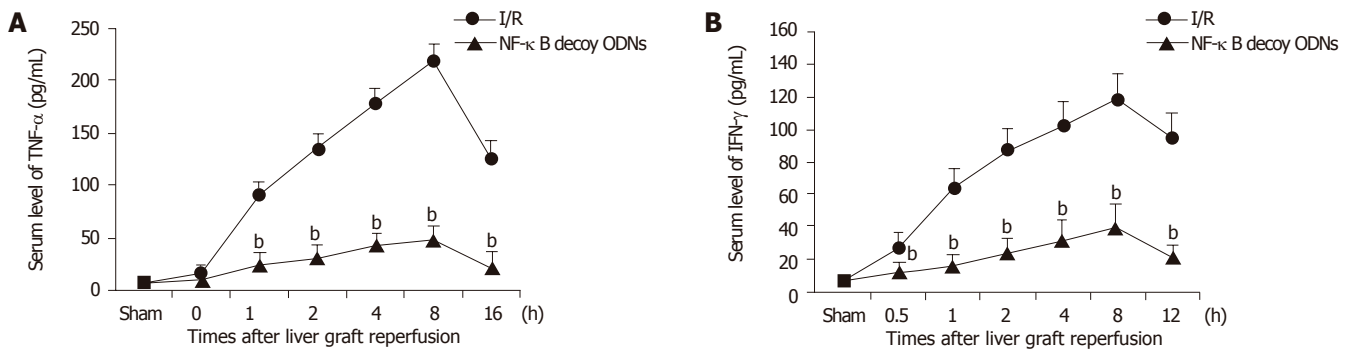 A
I/R
NF-κ B decoy ODNs
Serum level of TNF-α (pg/mL)
250
200
150
100
50
0
b
b
b
b
b
Sham 0 1 2 4 8 16 (h)
Times after liver graft reperfusion
B
I/R
NF-κ B decoy ODNs
Serum level of IFN-γ (pg/mL)
160
140
120
100
80
60
40
20
0
b
b
b
b
b
b
Sham 0.5 1 2 4 8 12 (h)
Times after liver graft reperfusion